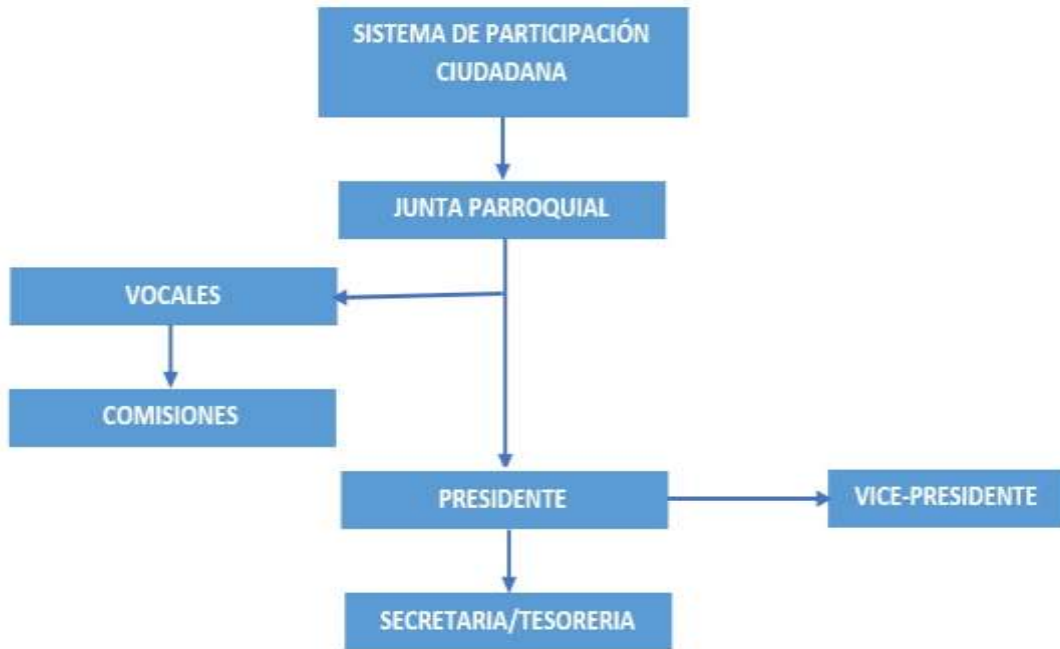 SISTEMA DE PARTICIPACIÓN
CIUDADANA
JUNTA PARROQUIAL
VOCALES
COMISIONES
PRESIDENTE
VICE-PRESIDENTE
SECRETARIA/TESORERIA